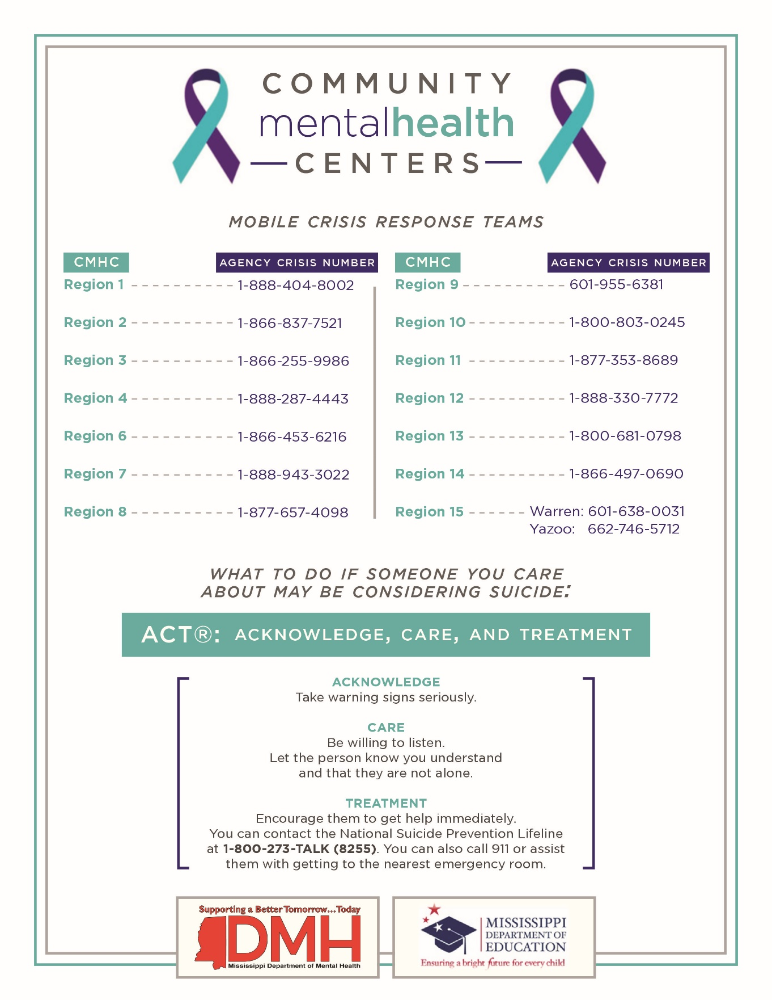 COMMUNITY
mentalhealth
CENTERS
MOBILE CRISIS RESPONSE TEAMS
CMHC AGENCY CRISIS NUMBER
Region 1 1-888-404-8002
Region 2 1-866-837-7521
Region 3 1-866-255-9986
Region 4 1-888-287-4443
Region 6 1-866-453-6216
Region 7 1-888-943-3022
Region 8 1-877-657-4098
CMHC AGENCY CRISIS NUMBER
Region 9 601-955-6381
Region 10 1-800-803-0245
Region 11 1-877-353-8689
Region 12 1-888-330-7772
Region 13 1-800-681-0798
Region 14 1-866-497-0690
Region 15 Warren: 601-638-0031
Yazoo: 662-746-5712
WHAT TO DO IF SOMEONE YOU CARE
ABOUT MAY BE CONSIDERING SUICIDE:
ACT®: ACKNOWLEDGE, CARE, AND TREATMENT
ACKNOWLEDGE
Take warning signs seriously.
CARE
Be willing to listen.
Let the person know you understand
and that they are not alone.
TREATMENT
Encourage them to get help immediately.
You can contact the National Suicide Prevention Lifeline
at 1-800-273-TALK (8255). You can also call 911 or assist
them with getting to the nearest emergency room.
Supporting a Better Tomorrow...Today
DMH
Mississippi Department of Mental Health
MISSISSIPPI
DEPARTMENT OF
EDUCATION
Ensuring a bright future for every child